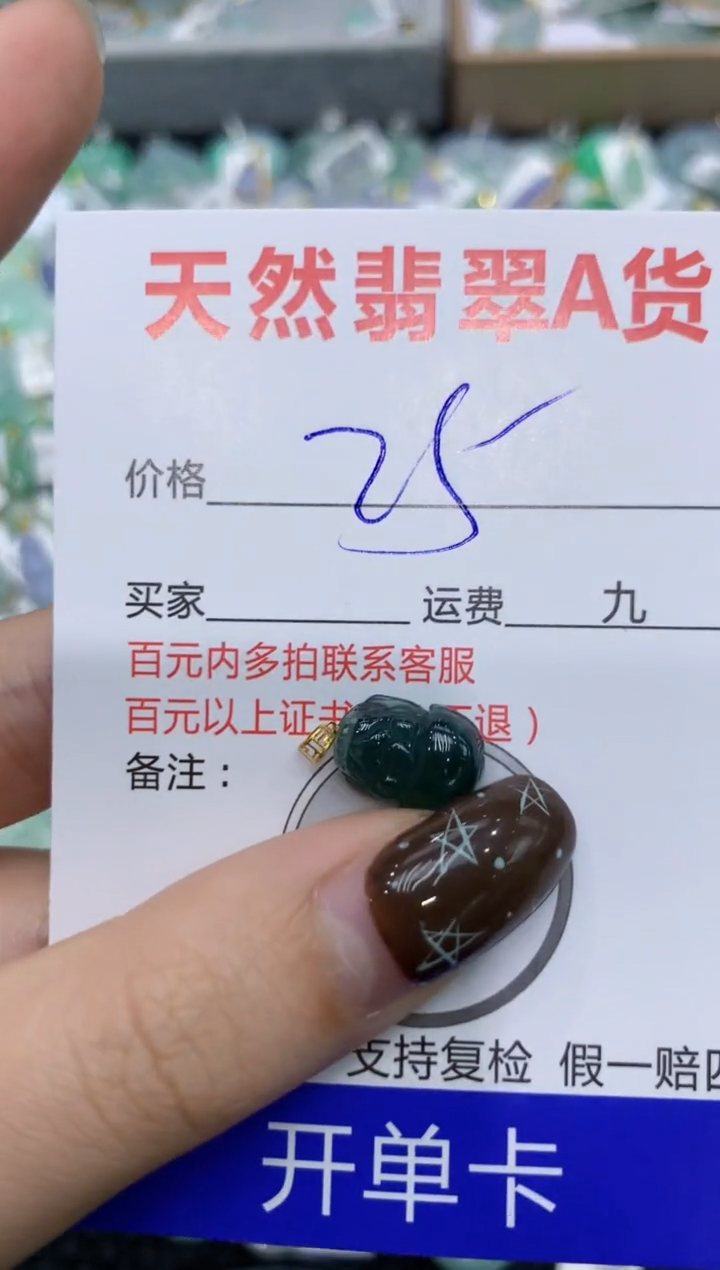 天然翡翠A货
价格 25
买家 运费 九
百元内多拍联系客服
百元以上证 退）
备注：
支持复检 假一赔
开单卡